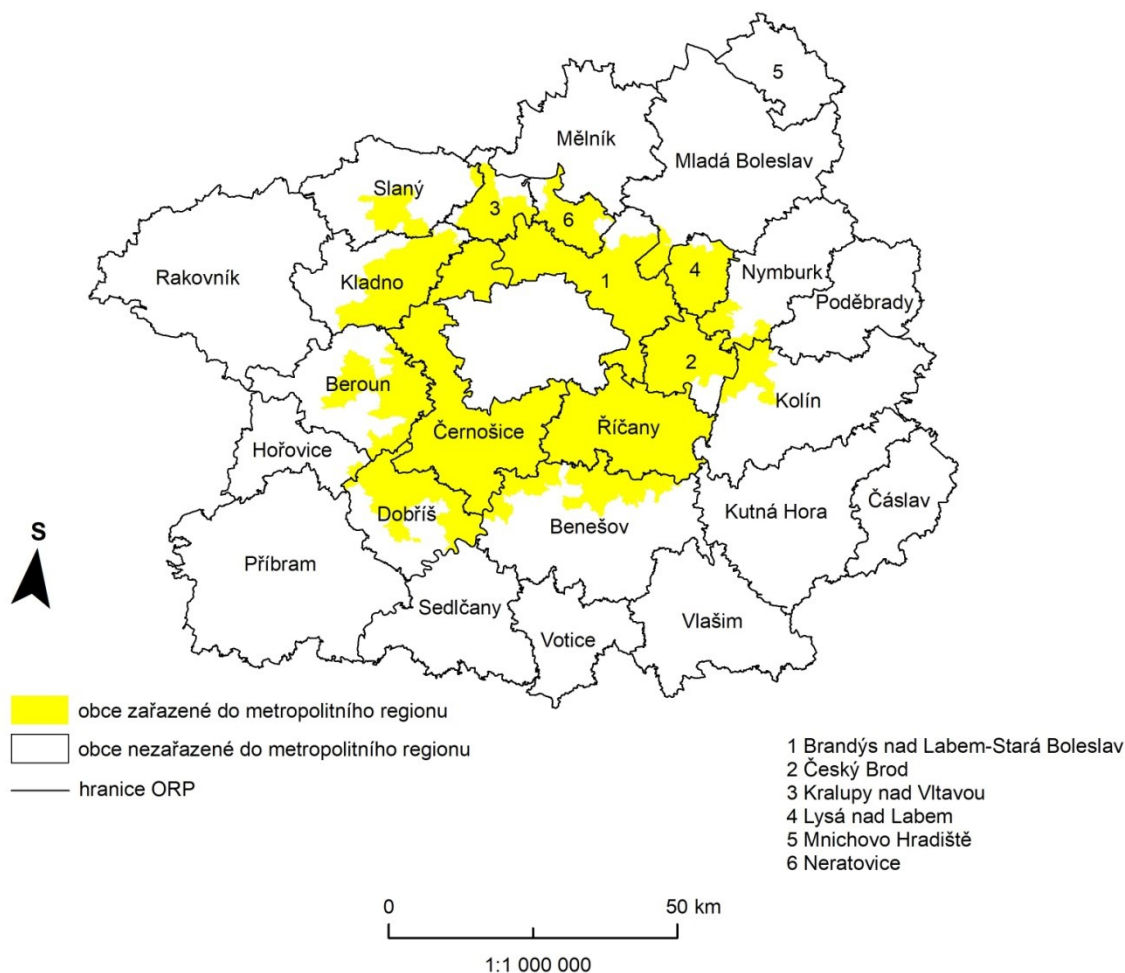 5
Mělník
Mladá Boleslav
Slaný
3
6
Rakovník
Kladno
1
4
Nymburk
Poděbrady
2
Beroun
Kolín
Černošice
Říčany
Hořovice
Dobříš
Benešov
Kutná Hora
Čáslav
S
Příbram
Sedlčany
Votice
Vlašim
obce zařazené do metropolitního regionu
obce nezařazené do metropolitního regionu
hranice ORP
1 Brandýs nad Labem-Stará Boleslav
2 Český Brod
3 Kralupy nad Vltavou
4 Lysá nad Labem
5 Mnichovo Hradiště
6 Neratovice
0 50 km
1:1 000 000